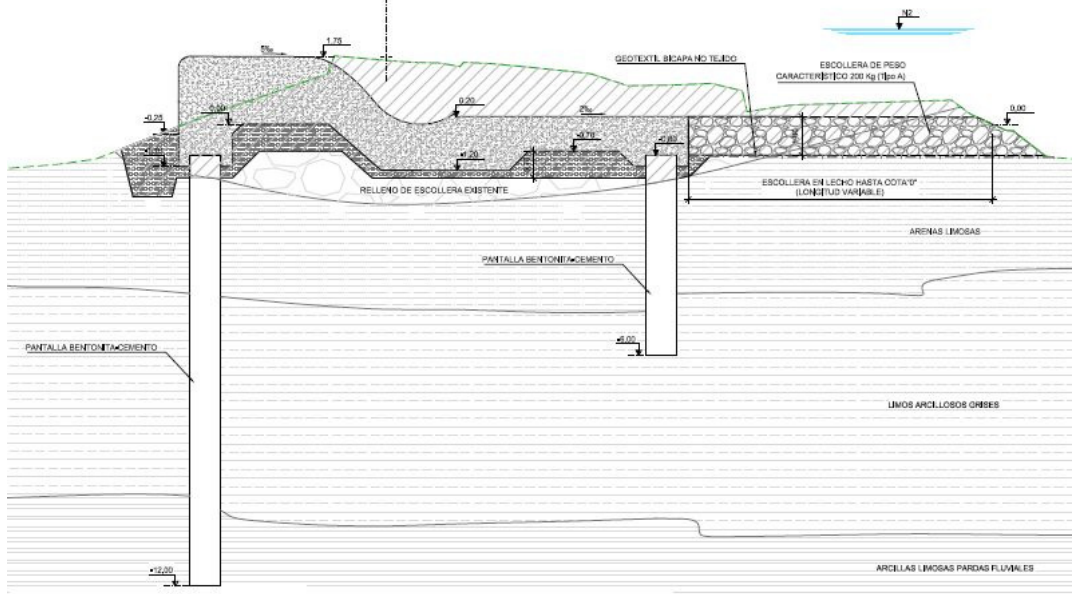 N2
1.75
5‰
GEOTEXTIL BICAPA NO TEJIDO
ESCOLLERA DE PESO
CARACTERÍSTICO 200 Kg (Tipo A)
0,20
2‰
0,00
0,00
-0,25
-0,70
-1,20
RELLENO DE ESCOLLERA EXISTENTE
ESCOLLERA EN LECHO HASTA COTA"0"
(LONGITUD VARIABLE)
ARENAS LIMOSAS
PANTALLA BENTONITA-CEMENTO
-6,00
PANTALLA BENTONITA-CEMENTO
LIMOS ARCILLOSOS GRISES
-12,00
ARCILLAS LIMOSAS PARDAS FLUVIALES